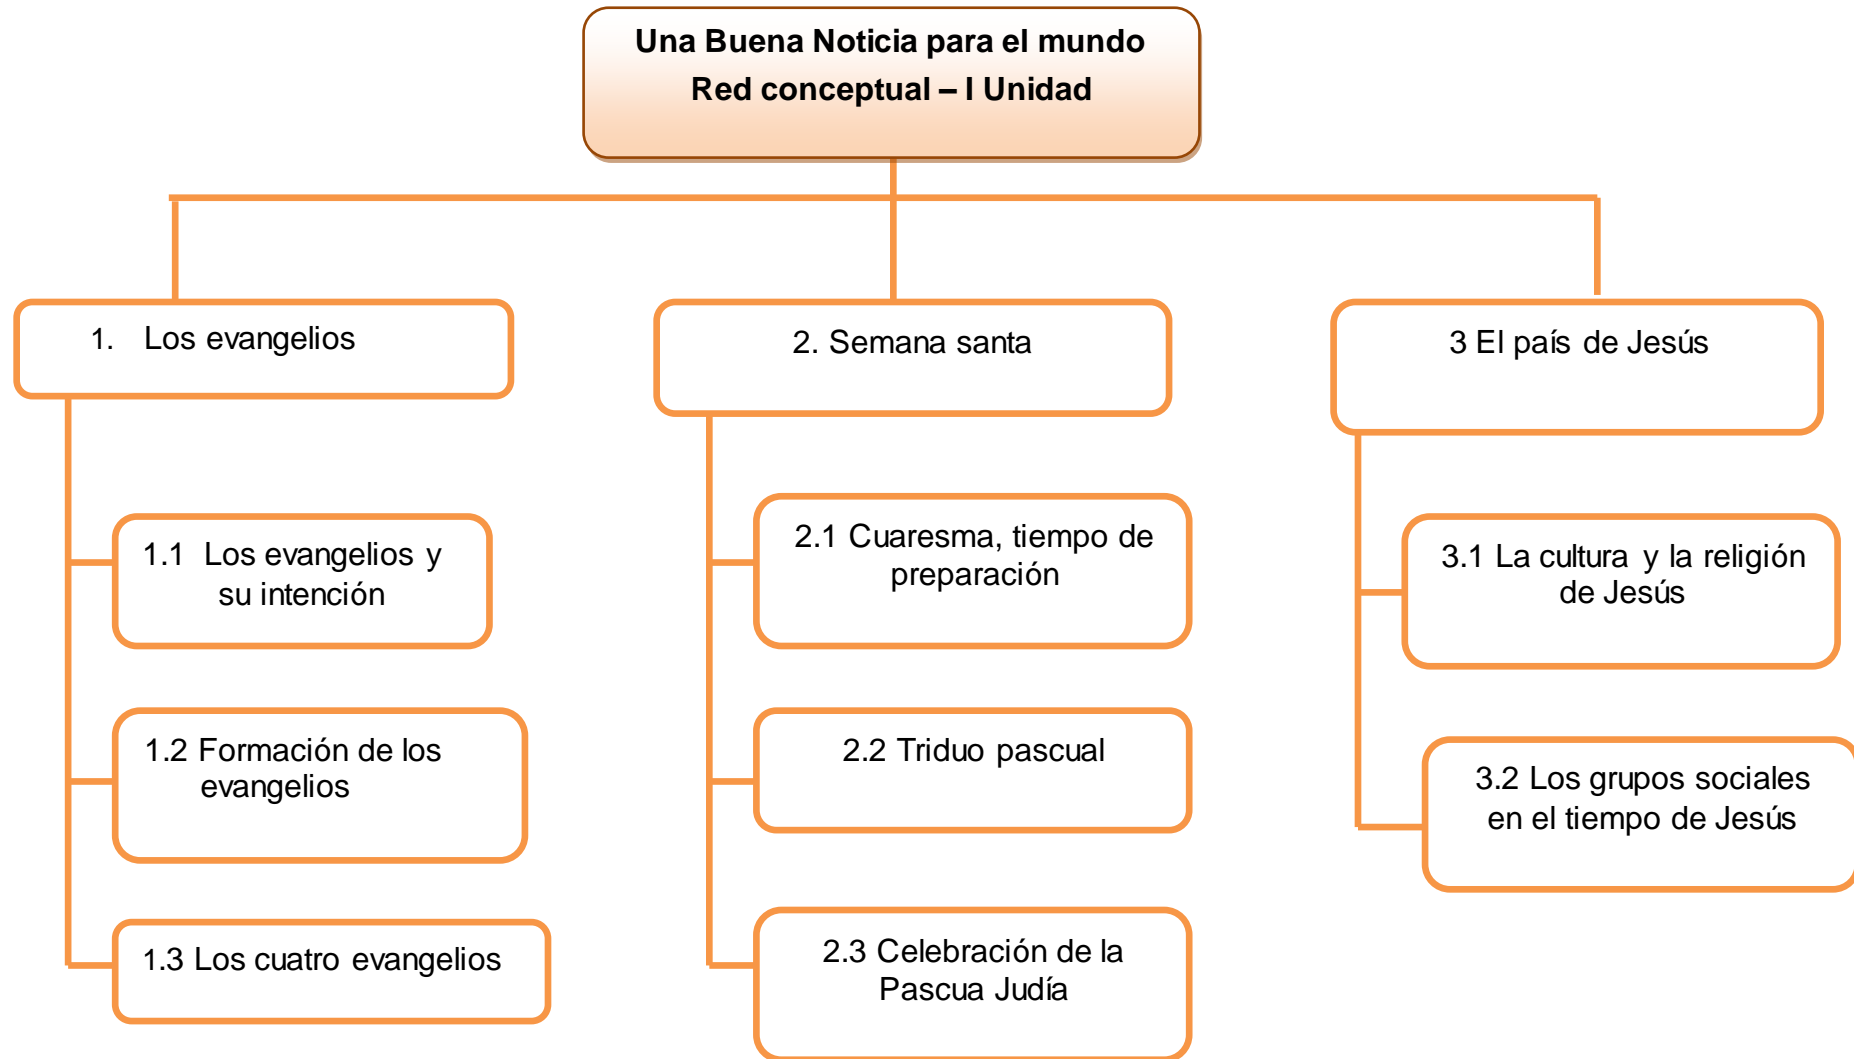 Una Buena Noticia para el mundo
Red conceptual – I Unidad
1. Los evangelios
1.1 Los evangelios y
su intención
1.2 Formación de los
evangelios
1.3 Los cuatro evangelios
2. Semana santa
2.1 Cuaresma, tiempo de
preparación
2.2 Triduo pascual
2.3 Celebración de la
Pascua Judía
3 El país de Jesús
3.1 La cultura y la religión
de Jesús
3.2 Los grupos sociales
en el tiempo de Jesús